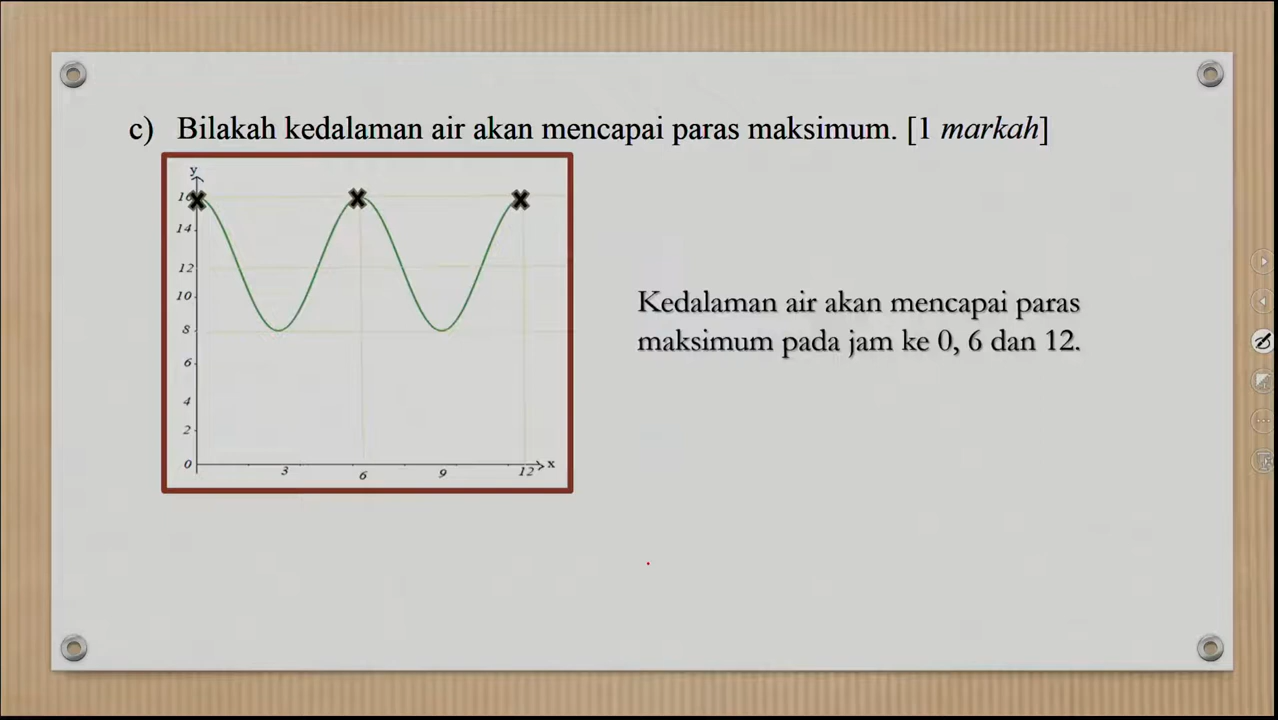 c) Bilakah kedalaman air akan mencapai paras maksimum. [1 markah]
y
16
14
12
10
8
6
4
2
0
3
6
9
12
x
Kedalaman air akan mencapai paras
maksimum pada jam ke 0, 6 dan 12.